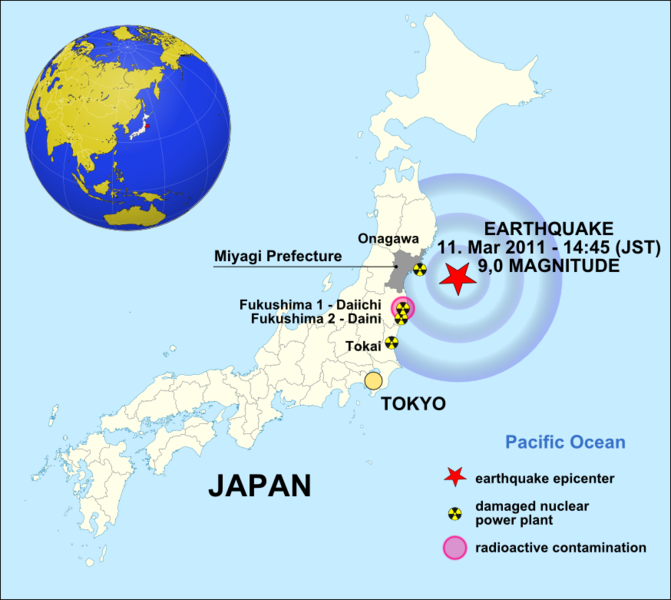 EARTHQUAKE
11. Mar 2011 - 14:45 (JST)
9,0 MAGNITUDE
Onagawa
Miyagi Prefecture
Fukushima 1 - Daiichi
Fukushima 2 - Daini
Tokai
TOKYO
JAPAN
Pacific Ocean
earthquake epicenter
damaged nuclear
power plant
radioactive contamination